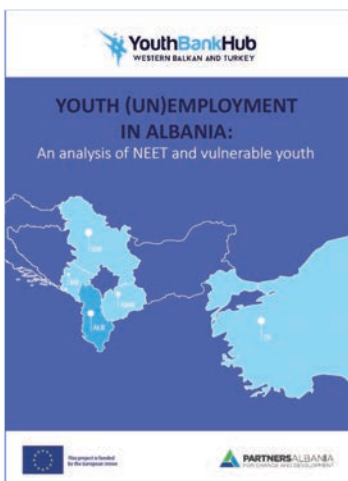 YouthBankHub
WESTERN BALKAN AND TURKEY
YOUTH (UN)EMPLOYMENT
IN ALBANIA:
An analysis of NEET and vulnerable youth
ALB
This project is funded
by the European Union
PARTNERSALBANIA
FOR CHANGE AND DEVELOPMENT